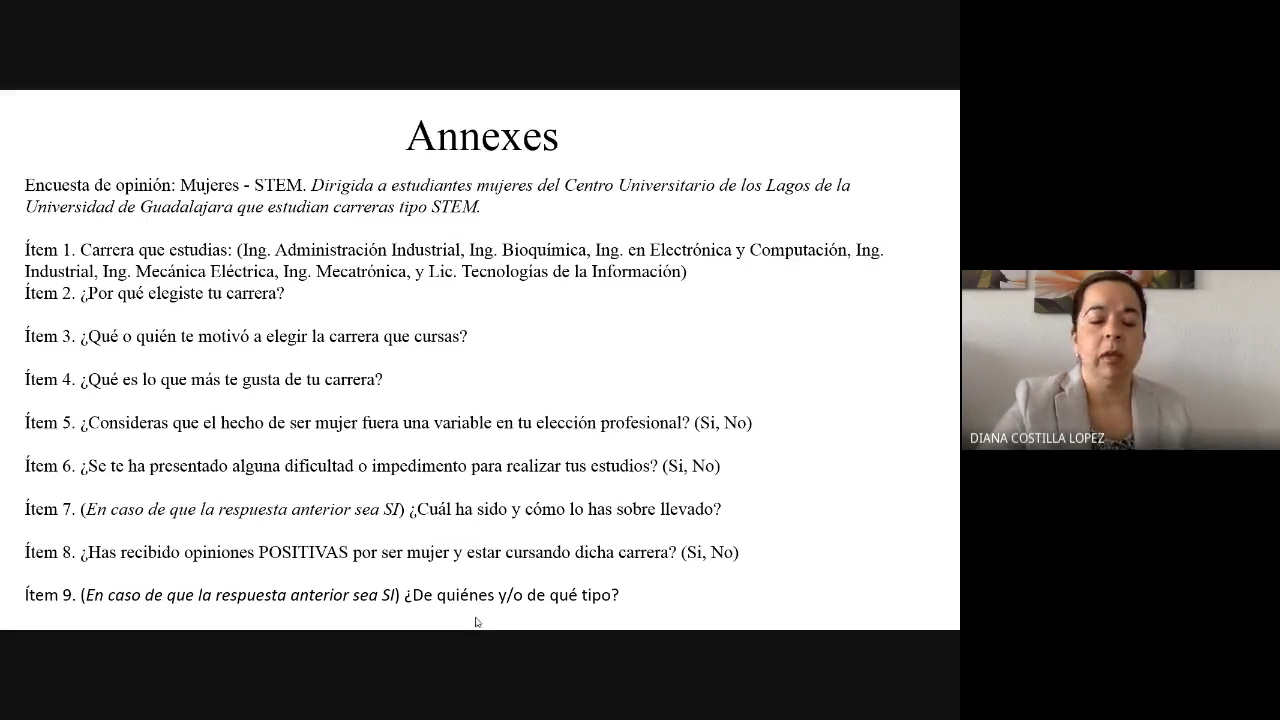 Annexes
Encuesta de opinión: Mujeres - STEM. Dirigida a estudiantes mujeres del Centro Universitario de los Lagos de la
Universidad de Guadalajara que estudian carreras tipo STEM.
Ítem 1. Carrera que estudias: (Ing. Administración Industrial, Ing. Bioquímica, Ing. en Electrónica y Computación, Ing.
Industrial, Ing. Mecánica Eléctrica, Ing. Mecatrónica, y Lic. Tecnologías de la Información)
Ítem 2. ¿Por qué elegiste tu carrera?
Ítem 3. ¿Qué o quién te motivó a elegir la carrera que cursas?
Ítem 4. ¿Qué es lo que más te gusta de tu carrera?
Ítem 5. ¿Consideras que el hecho de ser mujer fuera una variable en tu elección profesional? (Si, No)
Ítem 6. ¿Se te ha presentado alguna dificultad o impedimento para realizar tus estudios? (Si, No)
Ítem 7. (En caso de que la respuesta anterior sea SI) ¿Cuál ha sido y cómo lo has sobre llevado?
Ítem 8. ¿Has recibido opiniones POSITIVAS por ser mujer y estar cursando dicha carrera? (Si, No)
Ítem 9. (En caso de que la respuesta anterior sea SI) ¿De quiénes y/o de qué tipo?
DIANA COSTILLA LOPEZ